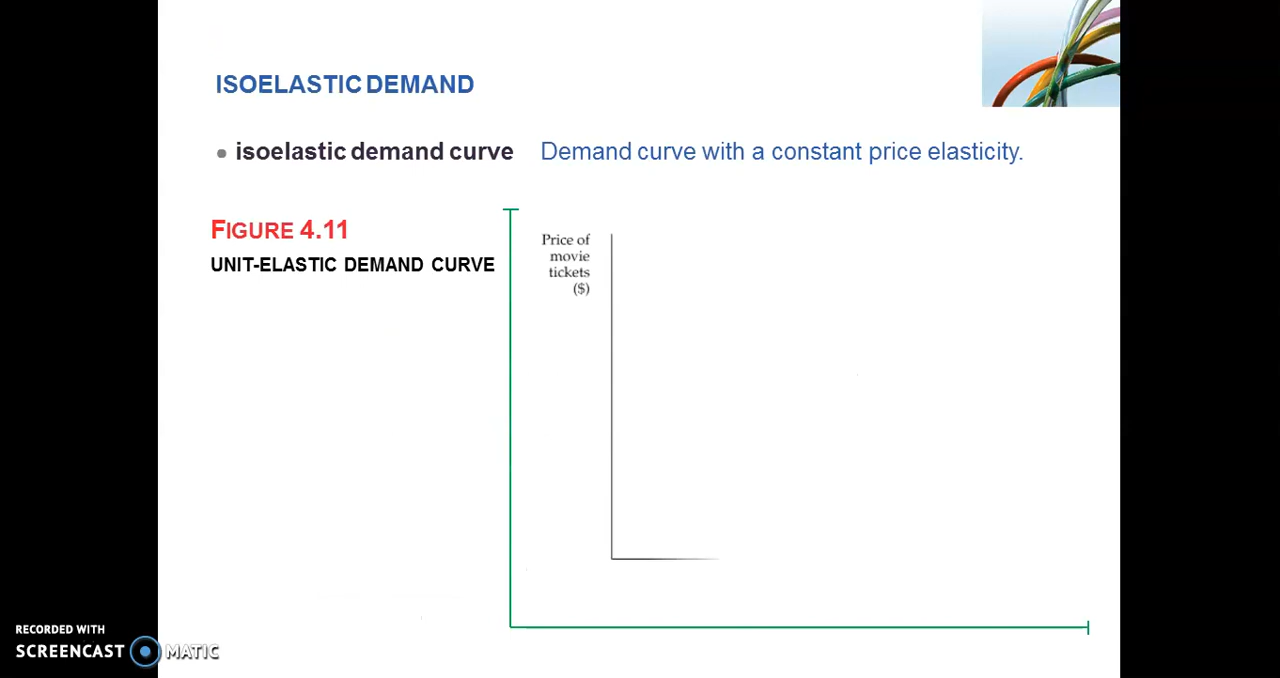 ISOELASTIC DEMAND
• isoelastic demand curve Demand curve with a constant price elasticity.
FIGURE 4.11
UNIT-ELASTIC DEMAND CURVE
Price of
movie
tickets
($)
RECORDED WITH
SCREENCAST MATIC